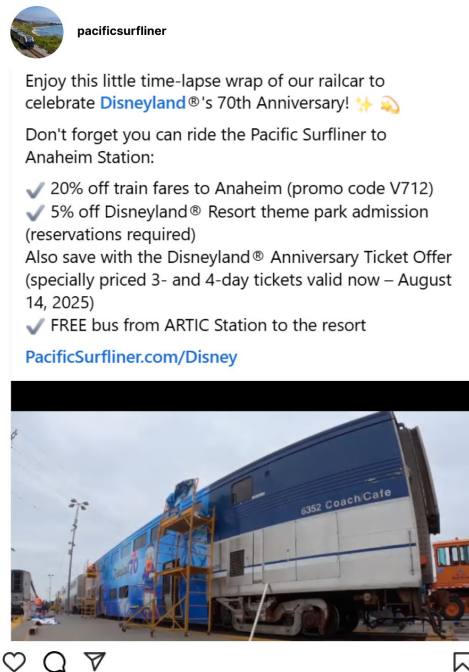 pacificsurfliner
Enjoy this little time-lapse wrap of our railcar to
celebrate Disneyland®'s 70th Anniversary! ✨ 💫
Don't forget you can ride the Pacific Surfliner to
Anaheim Station:
✔️ 20% off train fares to Anaheim (promo code V712)
✔️ 5% off Disneyland® Resort theme park admission
(reservations required)
Also save with the Disneyland® Anniversary Ticket Offer
(specially priced 3- and 4-day tickets valid now – August
14, 2025)
✔️ FREE bus from ARTIC Station to the resort
PacificSurfliner.com/Disney
6352 Coach/Cafe
70